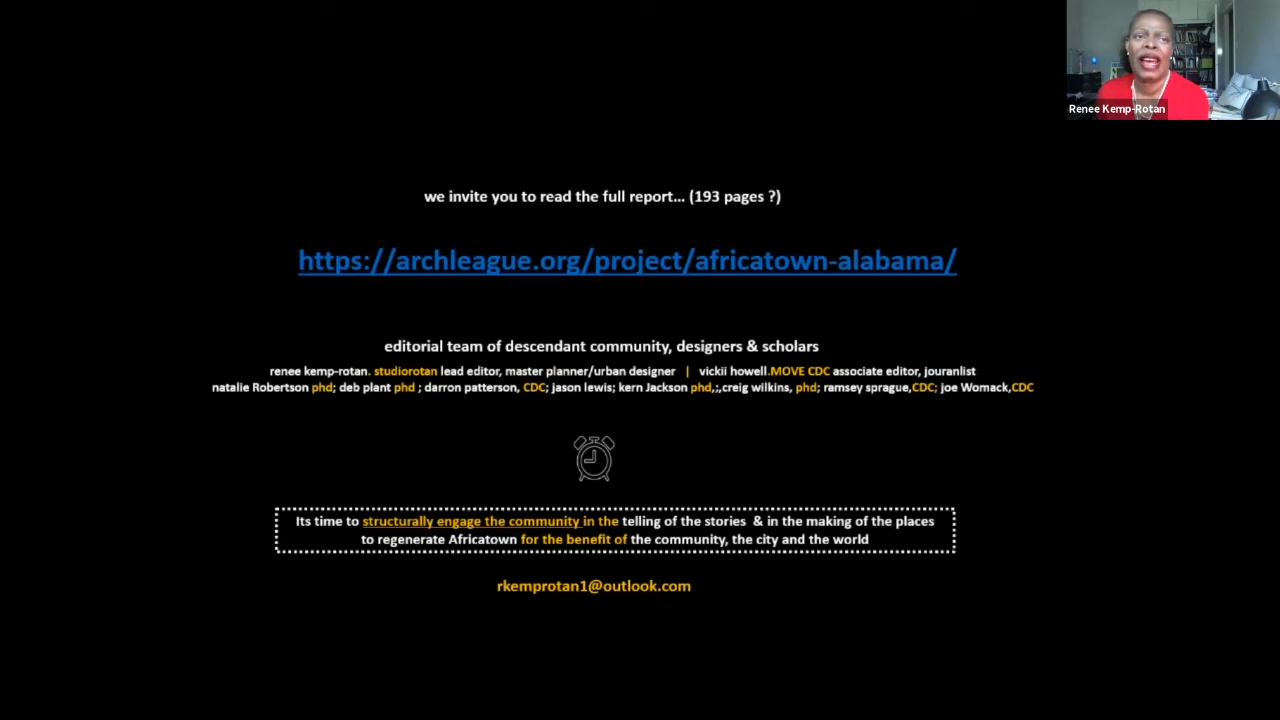 Renee Kemp-Rotan
we invite you to read the full report... (193 pages ?)
https://archleague.org/project/africatown-alabama/
editorial team of descendant community, designers & scholars
renee kemp-rotan. studiorotan lead editor, master planner/urban designer | vickii howell.MOVE CDC associate editor, jouranlist
natalie Robertson phd; deb plant phd ; darron patterson, CDC; jason lewis; kern Jackson phd,;,creig wilkins, phd; ramsey sprague,CDC; joe Womack,CDC
Its time to structurally engage the community in the telling of the stories & in the making of the places
to regenerate Africatown for the benefit of the community, the city and the world
rkemprotan1@outlook.com